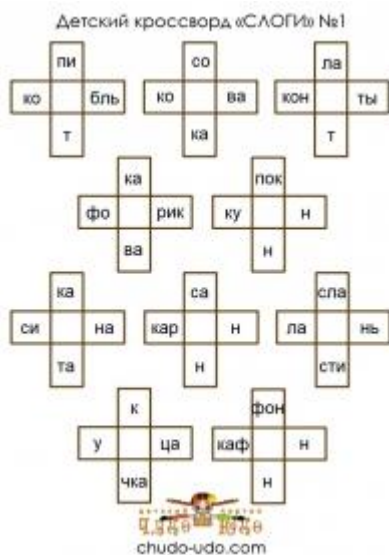 Детский кроссворд «СЛОГИ» №1
пи со ла
ко бль ко ва кон ты
т ка т
ка пок
фо рик ку н
ва н
ка са сла
си на кар н ла нь
та н сти
к фон
у ца каф н
чка н
chudo-udo.com